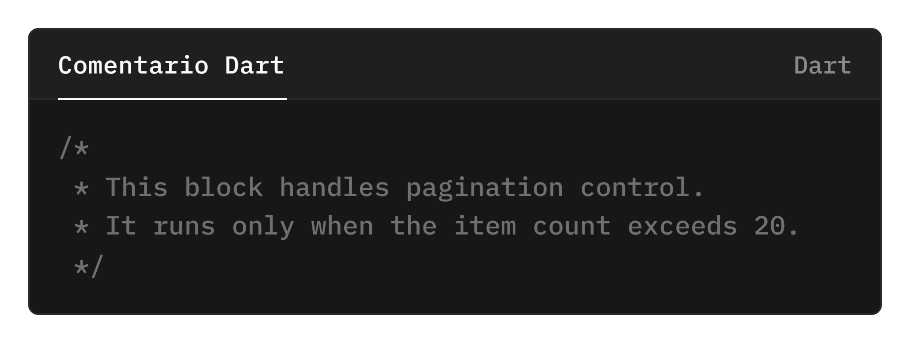 Comentario Dart
Dart
/*
 * This block handles pagination control.
 * It runs only when the item count exceeds 20.
 */